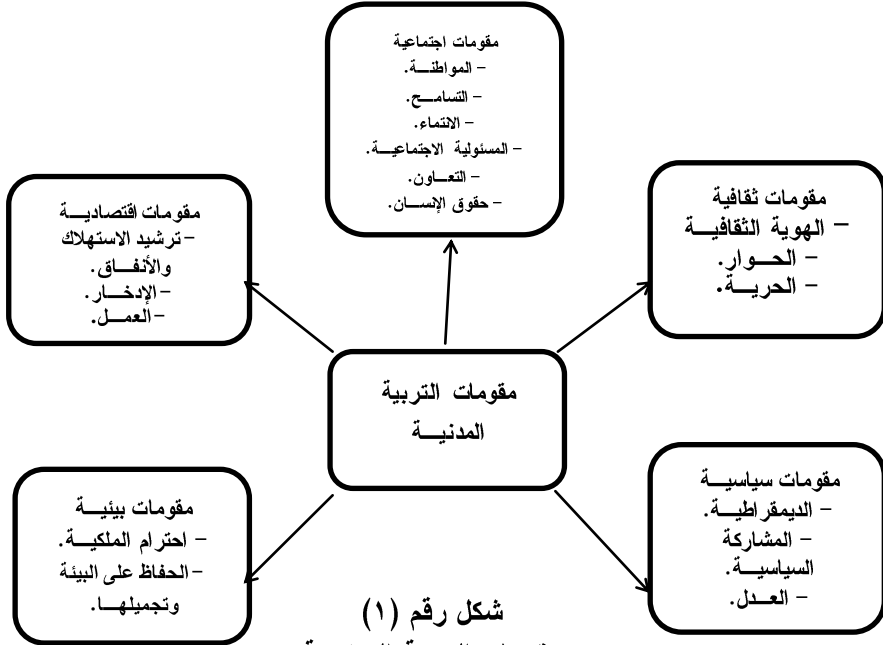 مقومات اجتماعية
– المواطنـــة.
– التسامـــح.
– الانتماء.
– المسئولية الاجتماعيـــة.
– التعـــاون.
– حقوق الإنســـان.
مقومات ثقافية
– الهوية الثقافيـــة
– الحـــوار.
– الحريـــة.
مقومات اقتصاديـــة
– ترشيد الاستهلاك
والأنفـــاق.
– الإدخـــار.
– العمـــل.
مقومات التربية
المدنيـــة
مقومات سياسيـــة
– الديمقراطيـــة.
– المشاركة
السياسيـــة.
– العـــدل.
مقومات بيئيـــة
– احترام الملكيـــة.
– الحفاظ على البيئة
وتجميلهـــا.
شكل رقم (١)